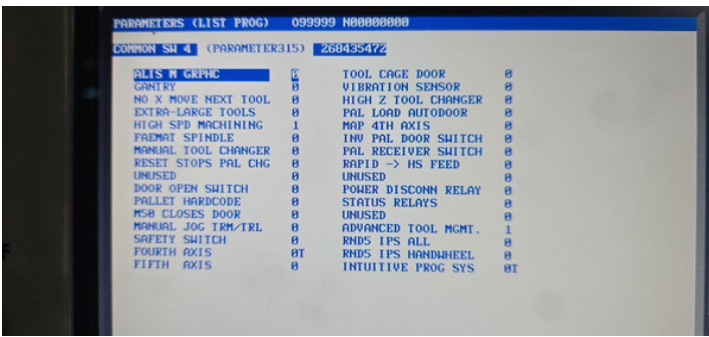 PARAMETERS (LIST PROG) O99999 N00000000
COMMON SW 4 (PARAMETER315) 268435472
ALIS M GRPHC 0 TOOL CAGE DOOR 0
GANTRY 0 VIBRATION SENSOR 0
NO X MOVE NEXT TOOL 0 HIGH Z TOOL CHANGER 0
EXTRA-LARGE TOOLS 0 PAL LOAD AUTODOOR 0
HIGH SPD MACHINING 1 MAP 4TH AXIS 0
FAEMAT SPINDLE 0 INV PAL DOOR SWITCH 0
MANUAL TOOL CHANGER 0 PAL RECEIVER SWITCH 0
RESET STOPS PAL CHG 0 RAPID -> HS FEED 0
UNUSED 0 UNUSED 0
DOOR OPEN SWITCH 0 POWER DISCONN RELAY 0
PALLET HARDCODE 0 STATUS RELAYS 0
M50 CLOSES DOOR 0 UNUSED 0
MANUAL JOG TRM/TRL 0 ADVANCED TOOL MGMT. 1
SAFETY SWITCH 0 RND5 IPS ALL 0
FOURTH AXIS 0T RND5 IPS HANDWHEEL 0
FIFTH AXIS 0 INTUITIVE PROG SYS 0T